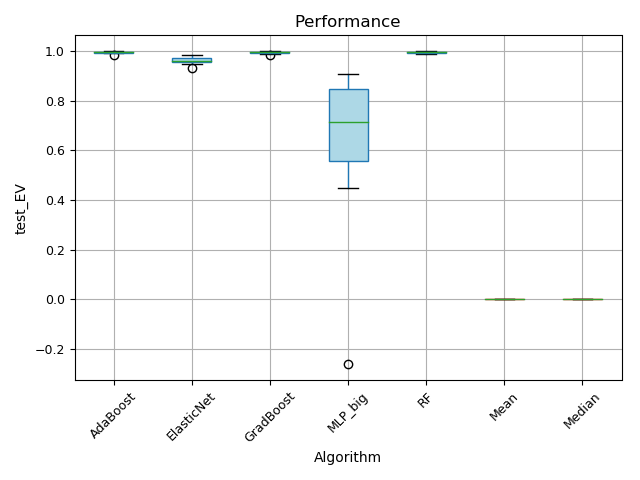 Performance
1.0
0.8
0.6
0.4
0.2
0.0
−0.2
test_EV
AdaBoost
ElasticNet
GradBoost
MLP_big
RF
Mean
Median
Algorithm